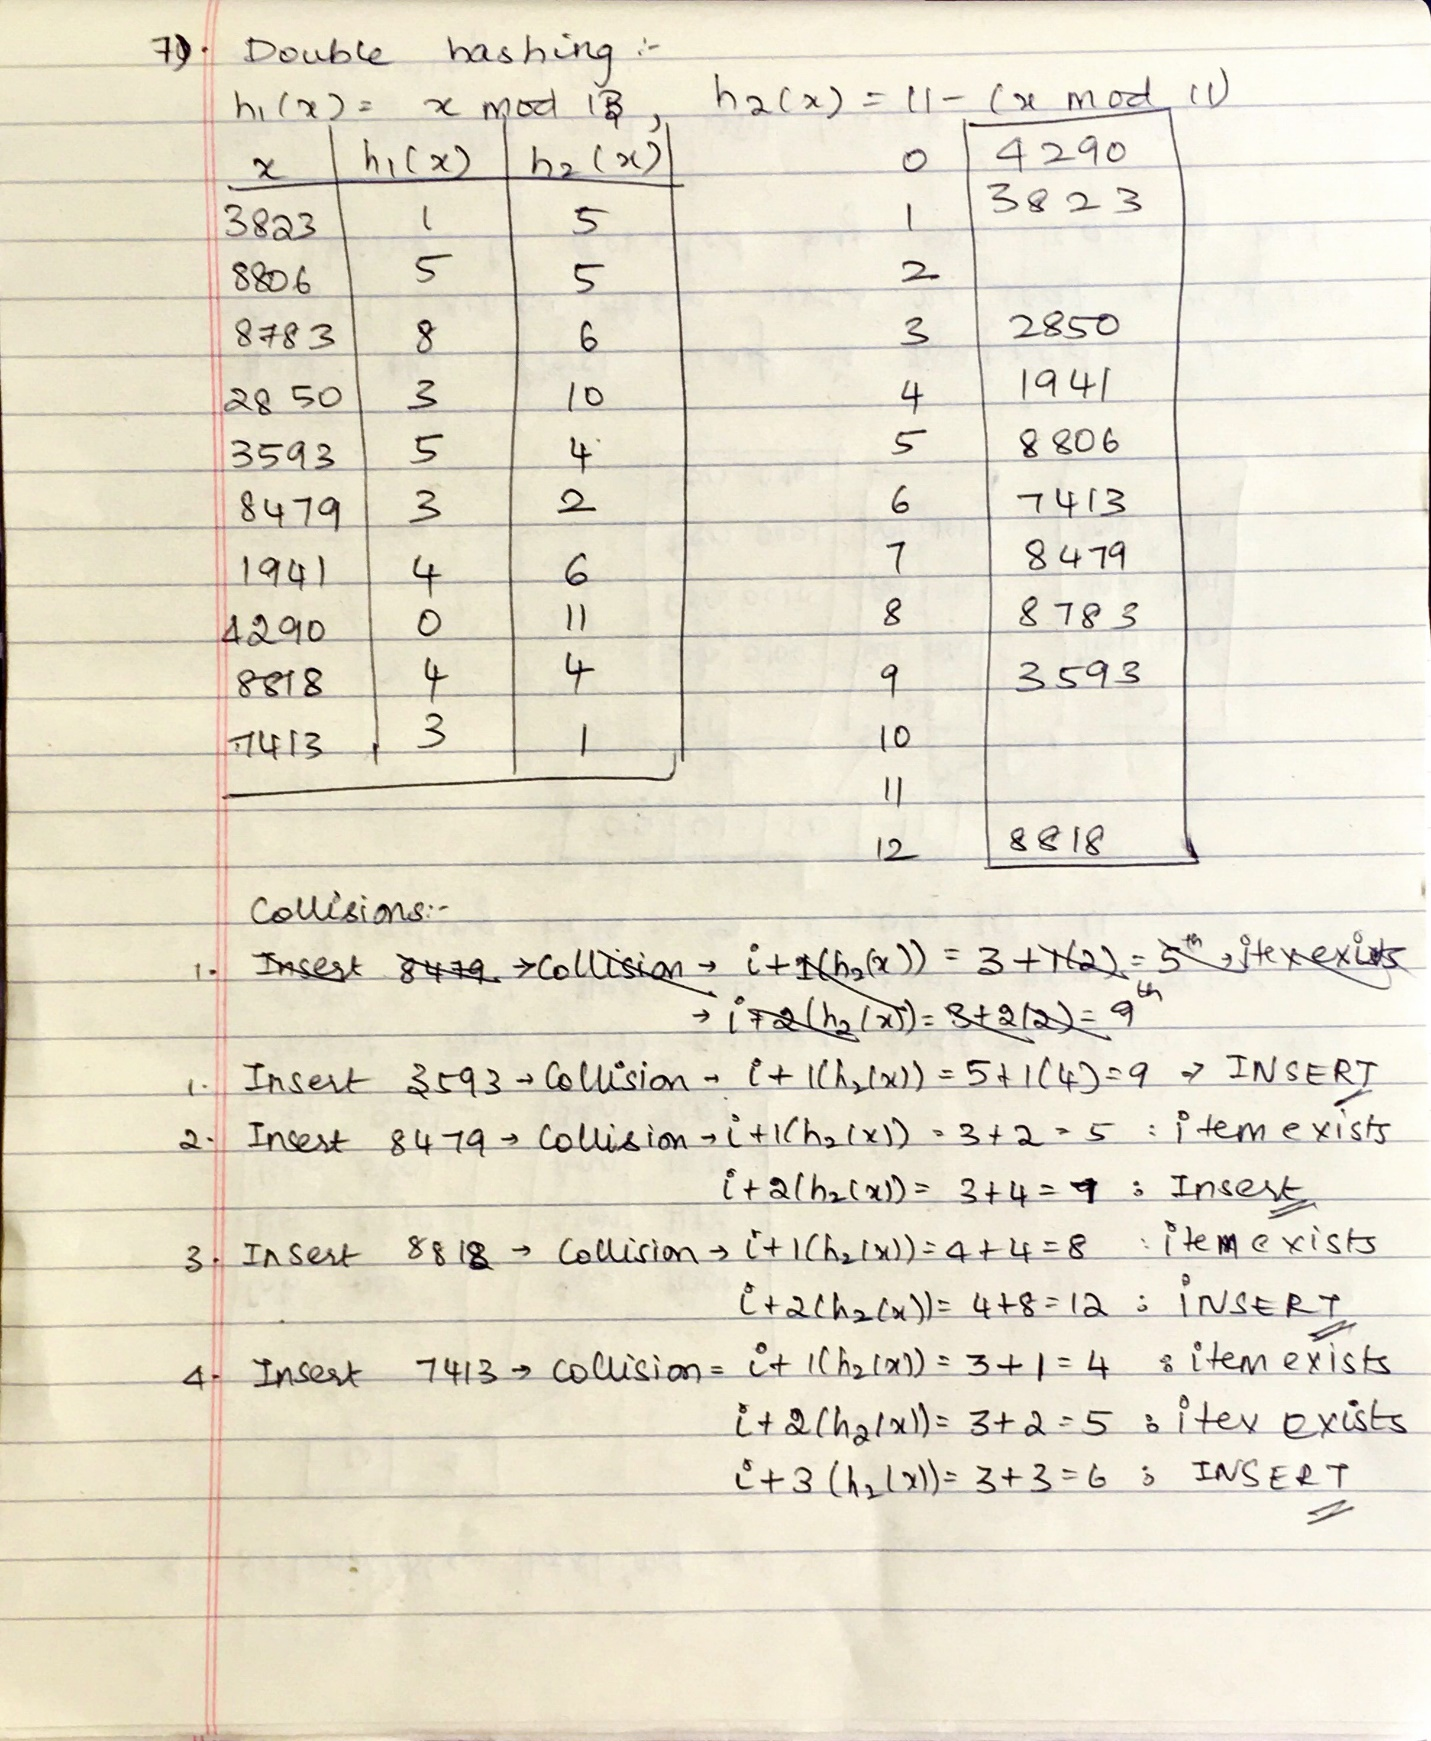 7). Double hashing :-
h₁(x) = x mod 13, h₂(x) = 11 - (x mod 11)
x h₁(x) h₂(x)
3823 1 5
8806 5 5
8783 8 6
2850 3 10
3593 5 4
8479 3 2
1941 4 6
4290 0 11
8818 4 4
7413 3 1
0 4290
1 3823
2
3 2850
4 1941
5 8806
6 7413
7 8479
8 8783
9 3593
10
11
12 8818
Collisions:-
1. Insert 8479 → Collision → i+1(h₂(x)) = 3+1(2) = 5th → itex exists
→ i+2(h₂(x)) = 3+2(2) = 9th
1. Insert 3593 → Collision → i+1(h₂(x)) = 5+1(4) = 9 → INSERT
2. Insert 8479 → Collision → i+1(h₂(x)) = 3+2 = 5 : item exists
i+2(h₂(x)) = 3+4 = 7 : Insert
3. Insert 8818 → Collision → i+1(h₂(x)) = 4+4 = 8 : item exists
i+2(h₂(x)) = 4+8 = 12 : INSERT
4. Insert 7413 → Collision = i+1(h₂(x)) = 3+1 = 4 : item exists
i+2(h₂(x)) = 3+2 = 5 : itex exists
i+3(h₂(x)) = 3+3 = 6 : INSERT